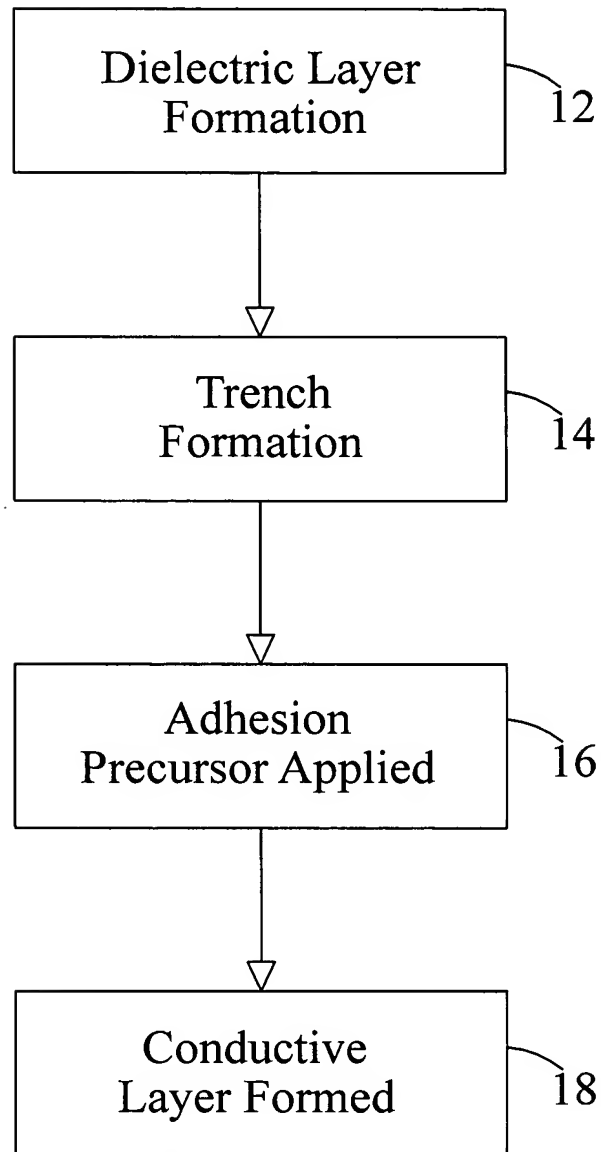 Dielectric Layer
Formation
12
Trench
Formation
14
Adhesion
Precursor Applied
16
Conductive
Layer Formed
18